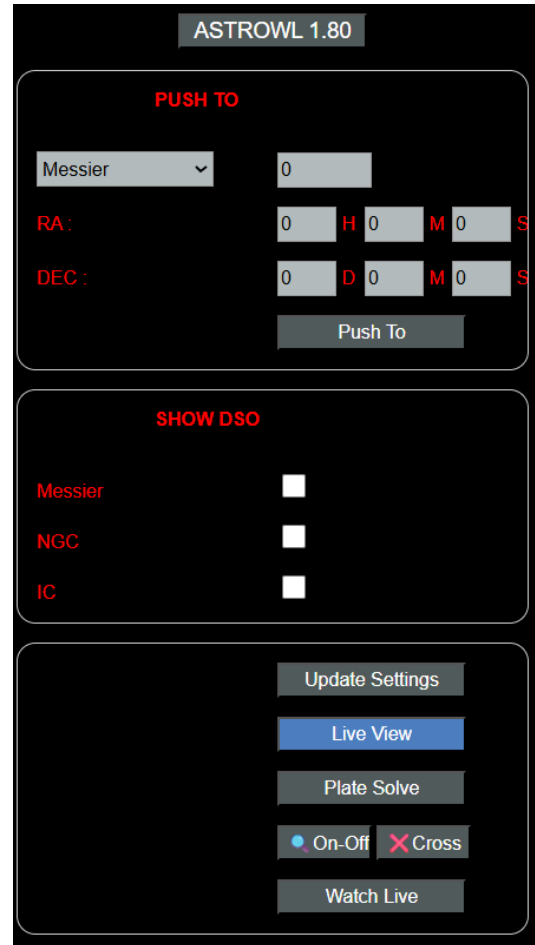 ASTROWL 1.80
PUSH TO
Messier 0
RA : 0 H 0 M 0 S
DEC : 0 D 0 M 0 S
Push To
SHOW DSO
Messier
NGC
IC
Update Settings
Live View
Plate Solve
On-Off Cross
Watch Live